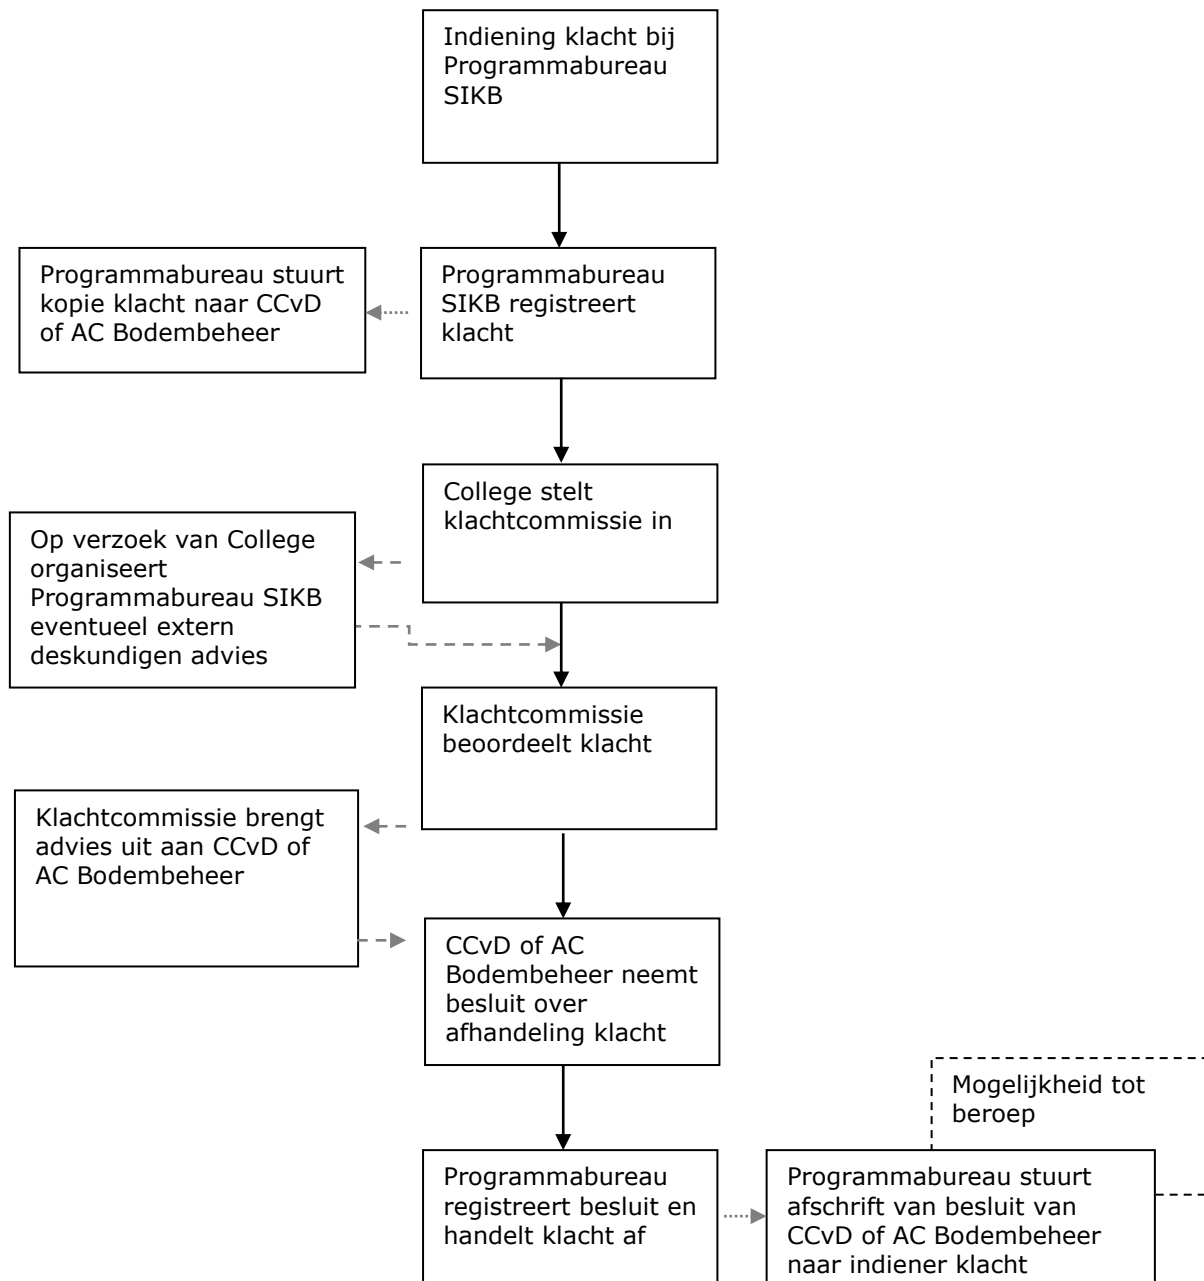 Indiening klacht bij
Programmabureau
SIKB
Programmabureau stuurt
kopie klacht naar CCvD
of AC Bodembeheer
Programmabureau
SIKB registreert
klacht
College stelt
klachtcommissie in
Op verzoek van College
organiseert
Programmabureau SIKB
eventueel extern
deskundigen advies
Klachtcommissie
beoordeelt klacht
Klachtcommissie brengt
advies uit aan CCvD of
AC Bodembeheer
CCvD of AC
Bodembeheer neemt
besluit over
afhandeling klacht
Mogelijkheid tot
beroep
Programmabureau
registreert besluit en
handelt klacht af
Programmabureau stuurt
afschrift van besluit van
CCvD of AC Bodembeheer
naar indiener klacht